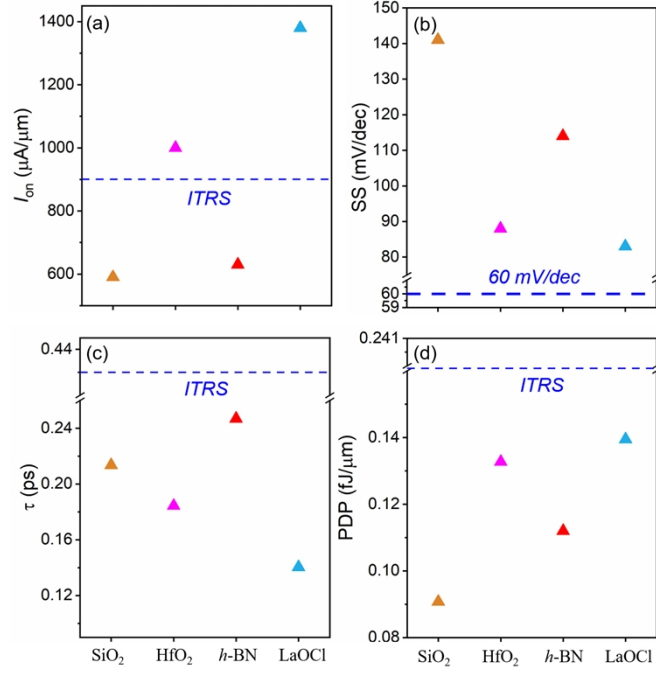 (a)
1400
1200
1000
800
600
I_on (μA/μm)
ITRS
(b)
150
140
130
120
110
100
90
80
60
59
SS (mV/dec)
60 mV/dec
(c)
0.44
0.24
0.20
0.16
0.12
τ (ps)
ITRS
SiO₂ HfO₂ h-BN LaOCl
(d)
0.241
0.14
0.12
0.10
0.08
PDP (fJ/μm)
ITRS
SiO₂ HfO₂ h-BN LaOCl